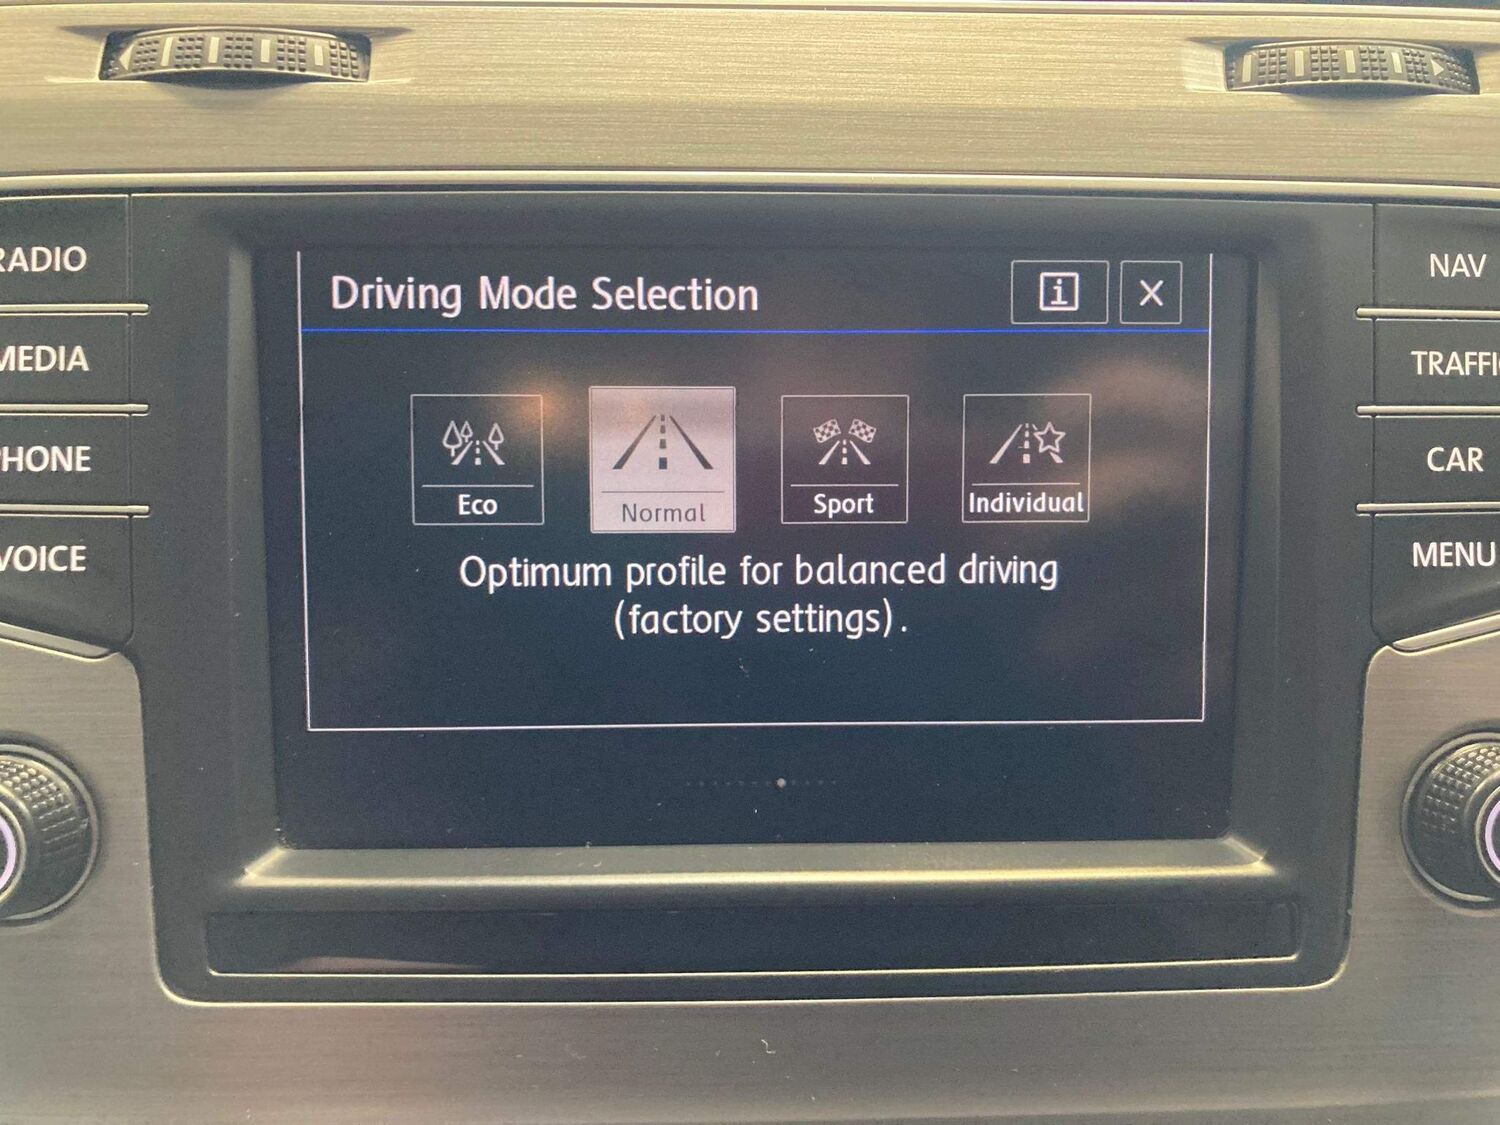 Driving Mode Selection
i
X
Eco
Normal
Sport
Individual
Optimum profile for balanced driving
(factory settings).
RADIO
MEDIA
PHONE
VOICE
NAV
TRAFFIC
CAR
MENU